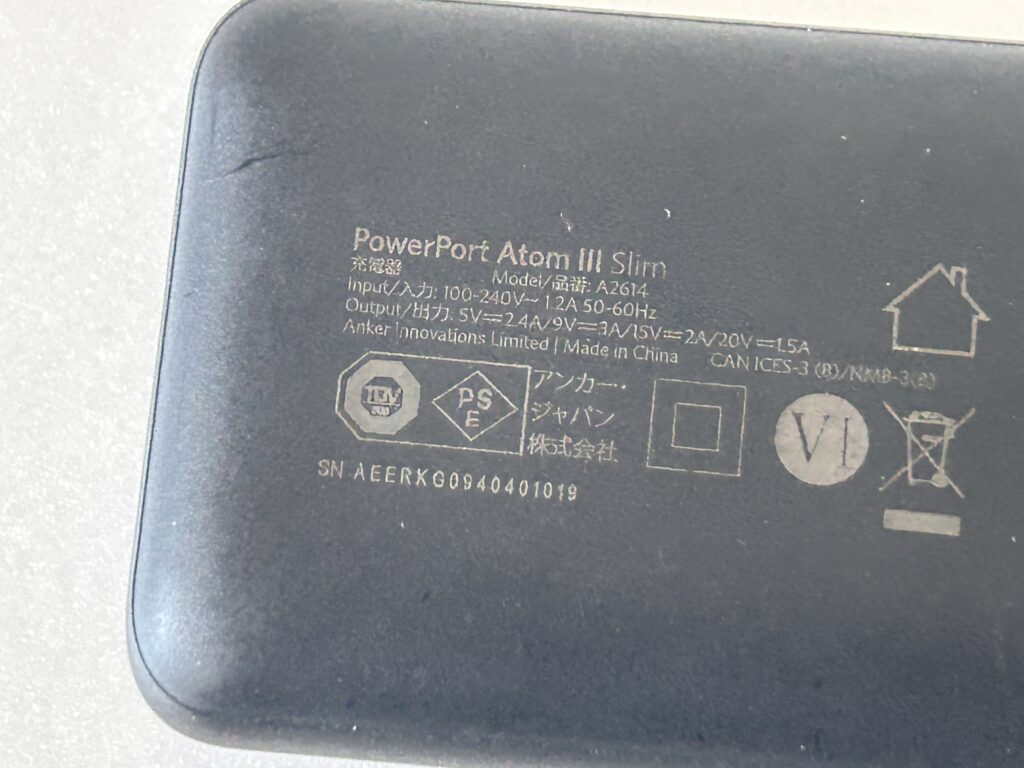 PowerPort Atom III Slim
充電器 Model/品番: A2614
Input/入力: 100-240V~ 1.2A 50-60Hz
Output/出力: 5V⎓2.4A/9V⎓3A/15V⎓2A/20V⎓1.5A
Anker Innovations Limited | Made in China CAN ICES-3 (B)/NMB-3(B)
TÜV
SÜD
PS
E
アンカー・
ジャパン
株式会社
VI
SN AEERKG0940401019